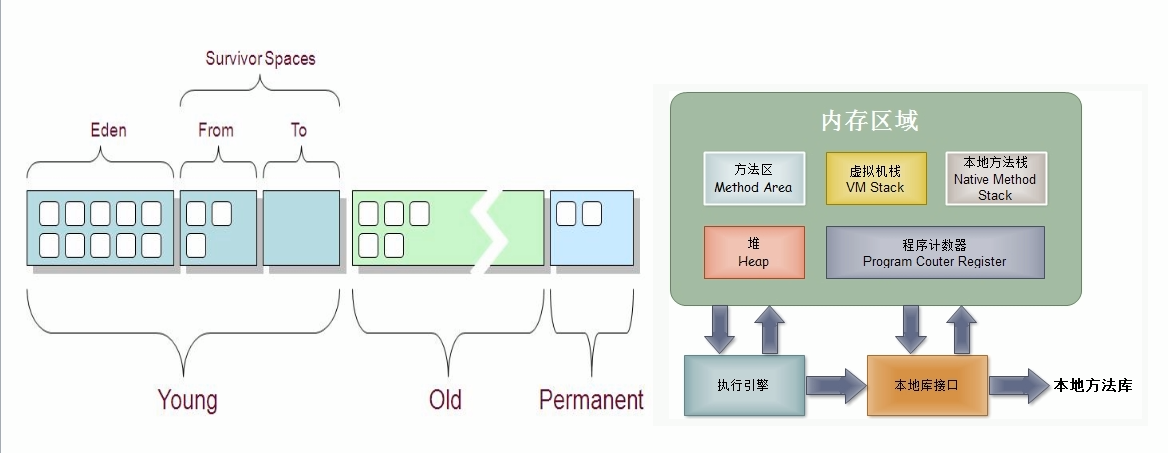 Survivor Spaces
Eden
From
To
Young
Old
Permanent
内存区域
方法区
Method Area
虚拟机栈
VM Stack
本地方法栈
Native Method
Stack
堆
Heap
程序计数器
Program Couter Register
执行引擎
本地库接口
本地方法库